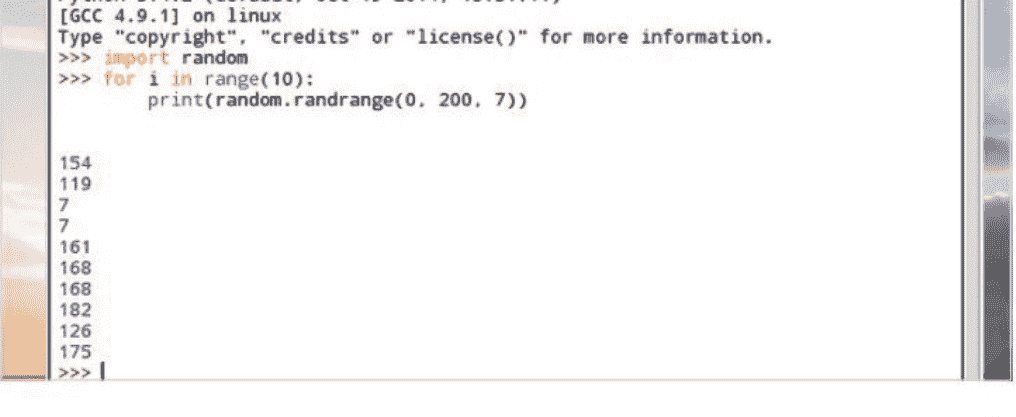 [GCC 4.9.1] on linux
Type "copyright", "credits" or "license()" for more information.
>>> import random
>>> for i in range(10):
        print(random.randrange(0, 200, 7))
154
119
7
7
161
168
168
182
126
175
>>>